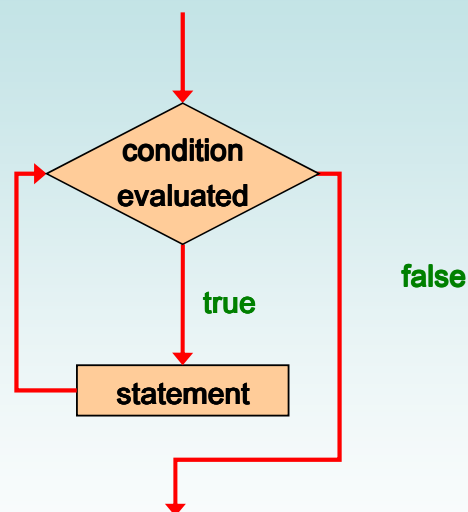 condition
evaluated
false
true
statement